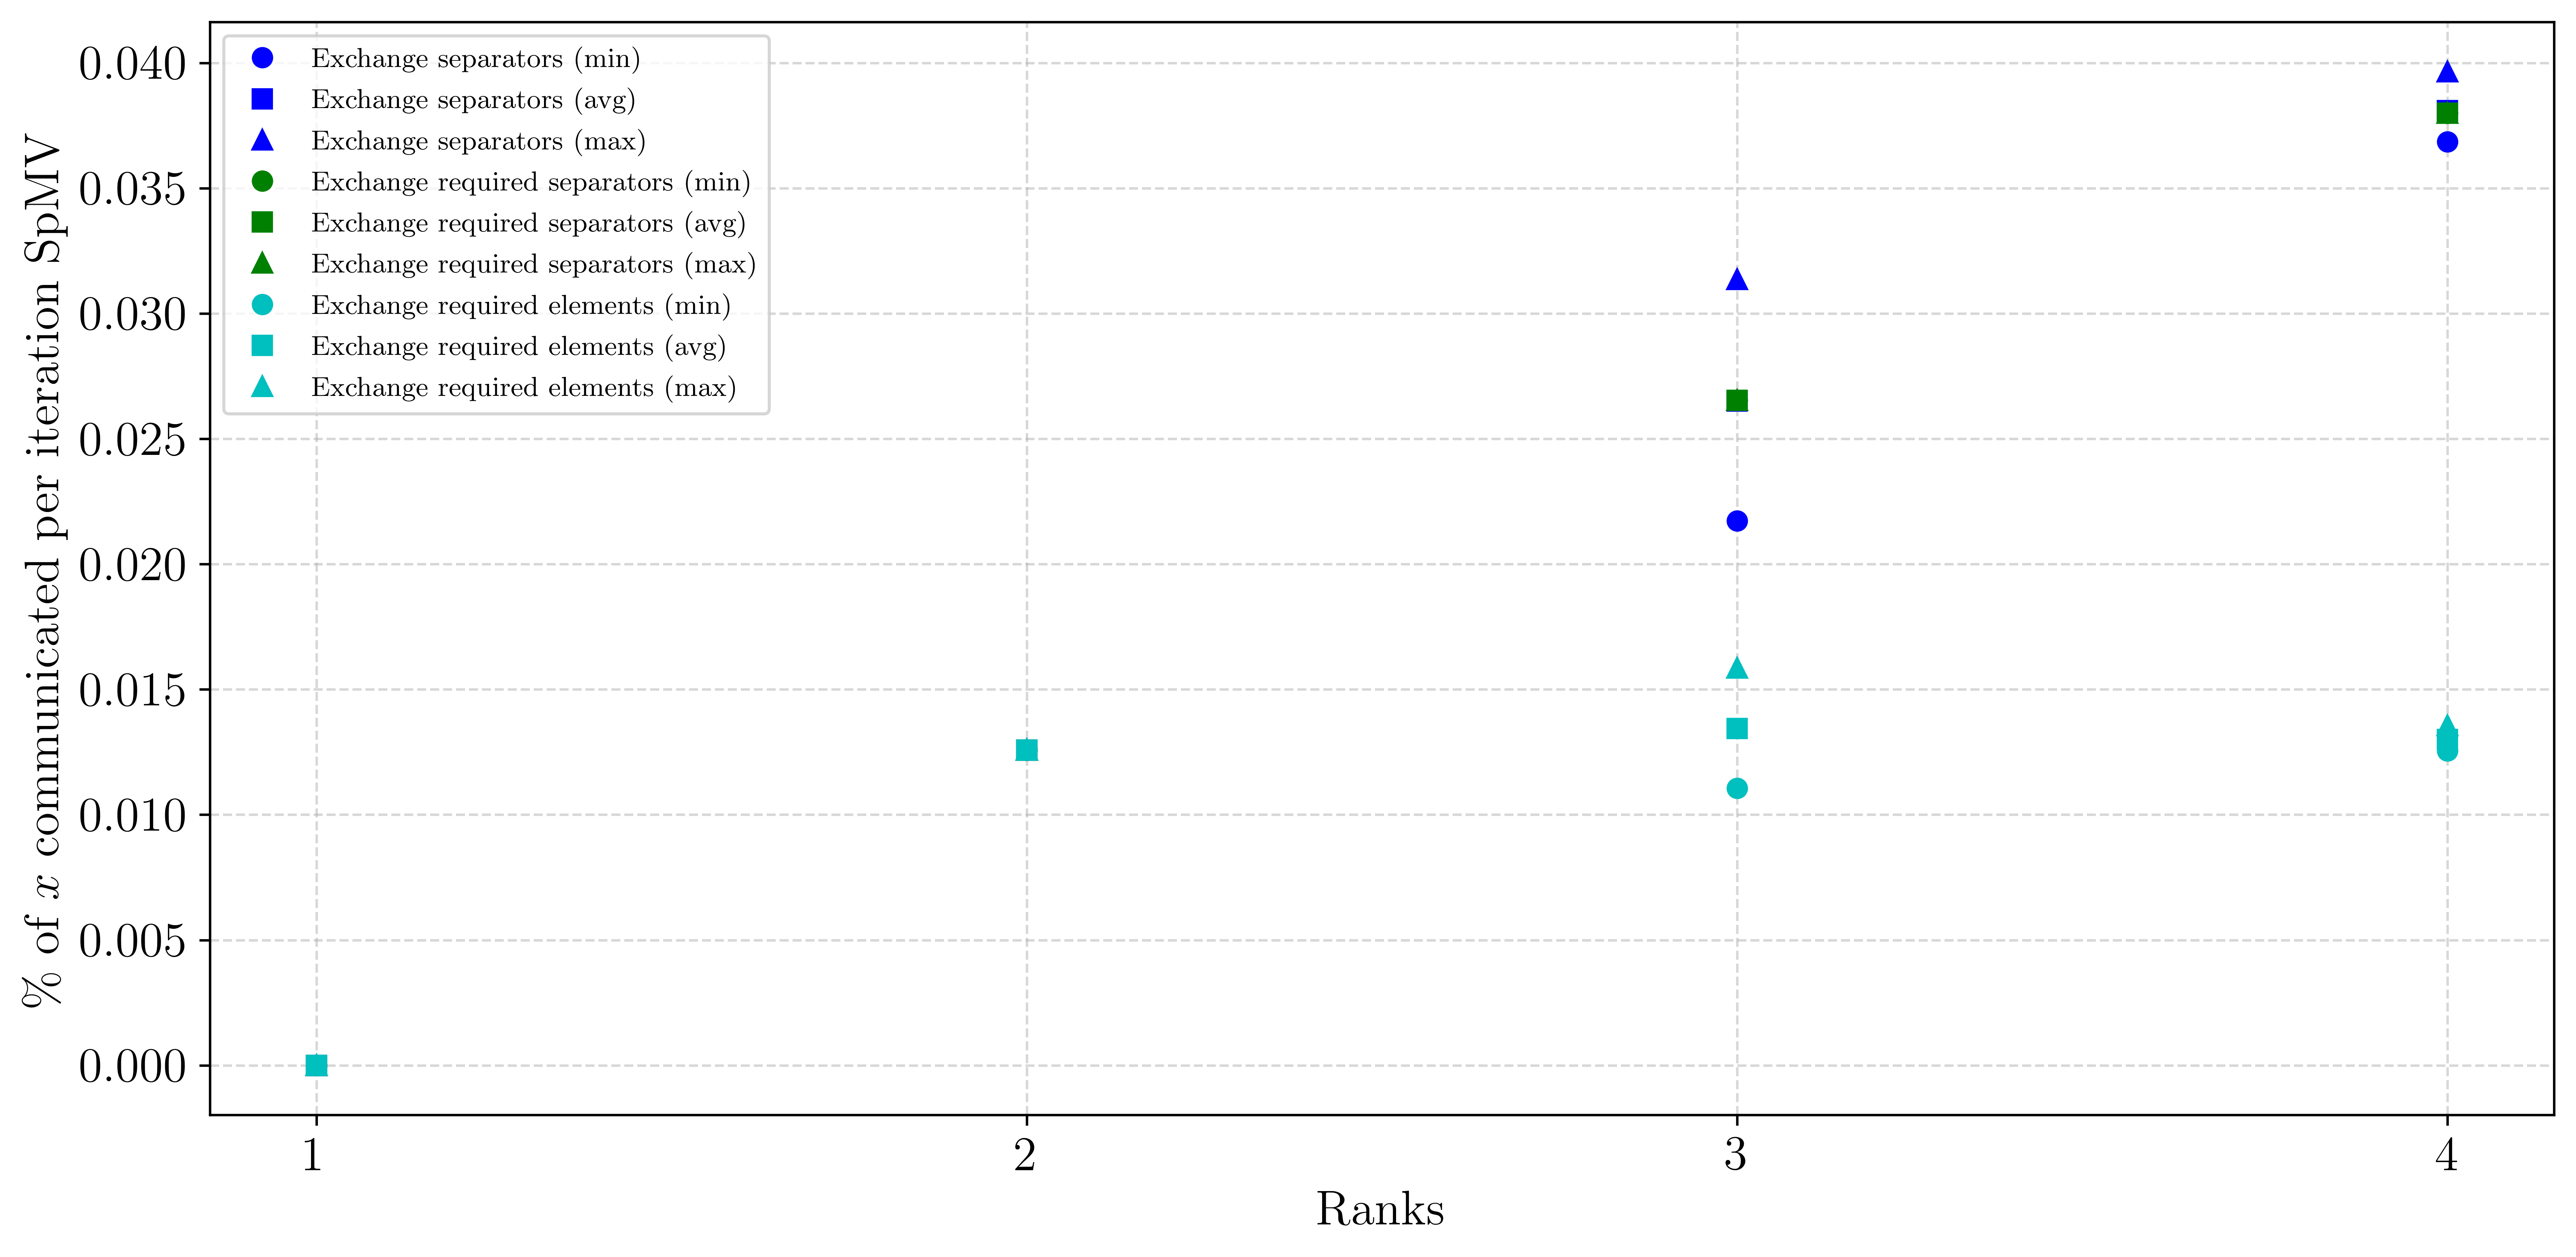 % of x communicated per iteration SpMV
0.040
0.035
0.030
0.025
0.020
0.015
0.010
0.005
0.000
Exchange separators (min)
Exchange separators (avg)
Exchange separators (max)
Exchange required separators (min)
Exchange required separators (avg)
Exchange required separators (max)
Exchange required elements (min)
Exchange required elements (avg)
Exchange required elements (max)
1 2 3 4
Ranks